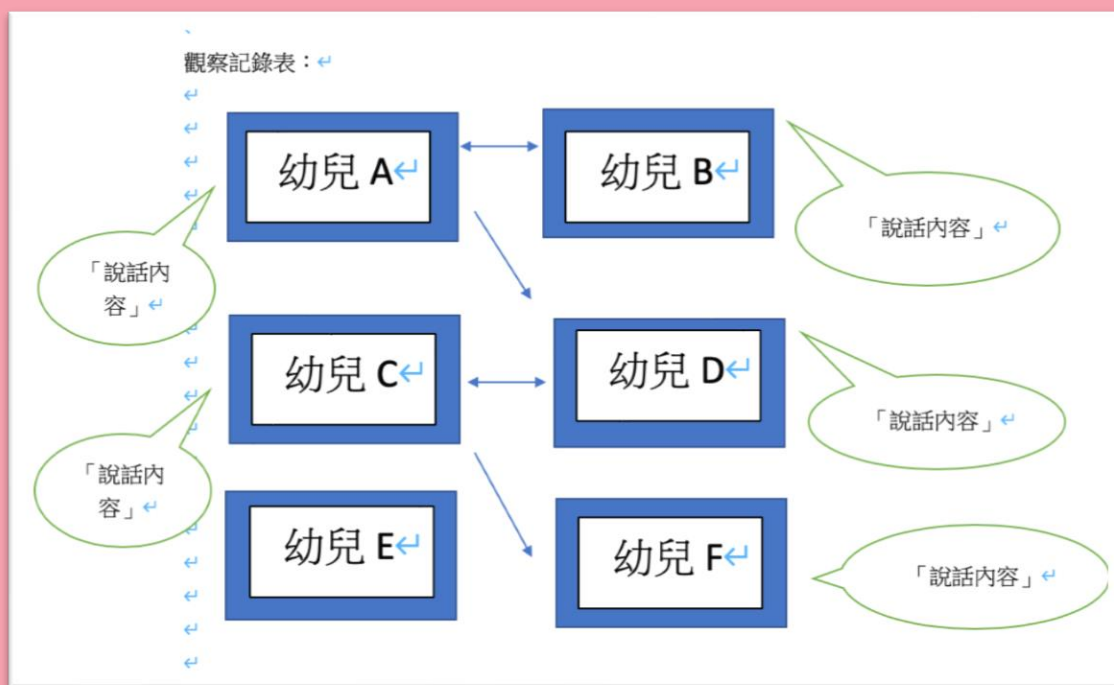 、
觀察記錄表：
幼兒 A
幼兒 B
「說話內容」
「說話內
容」
幼兒 C
幼兒 D
「說話內容」
「說話內
容」
幼兒 E
幼兒 F
「說話內容」